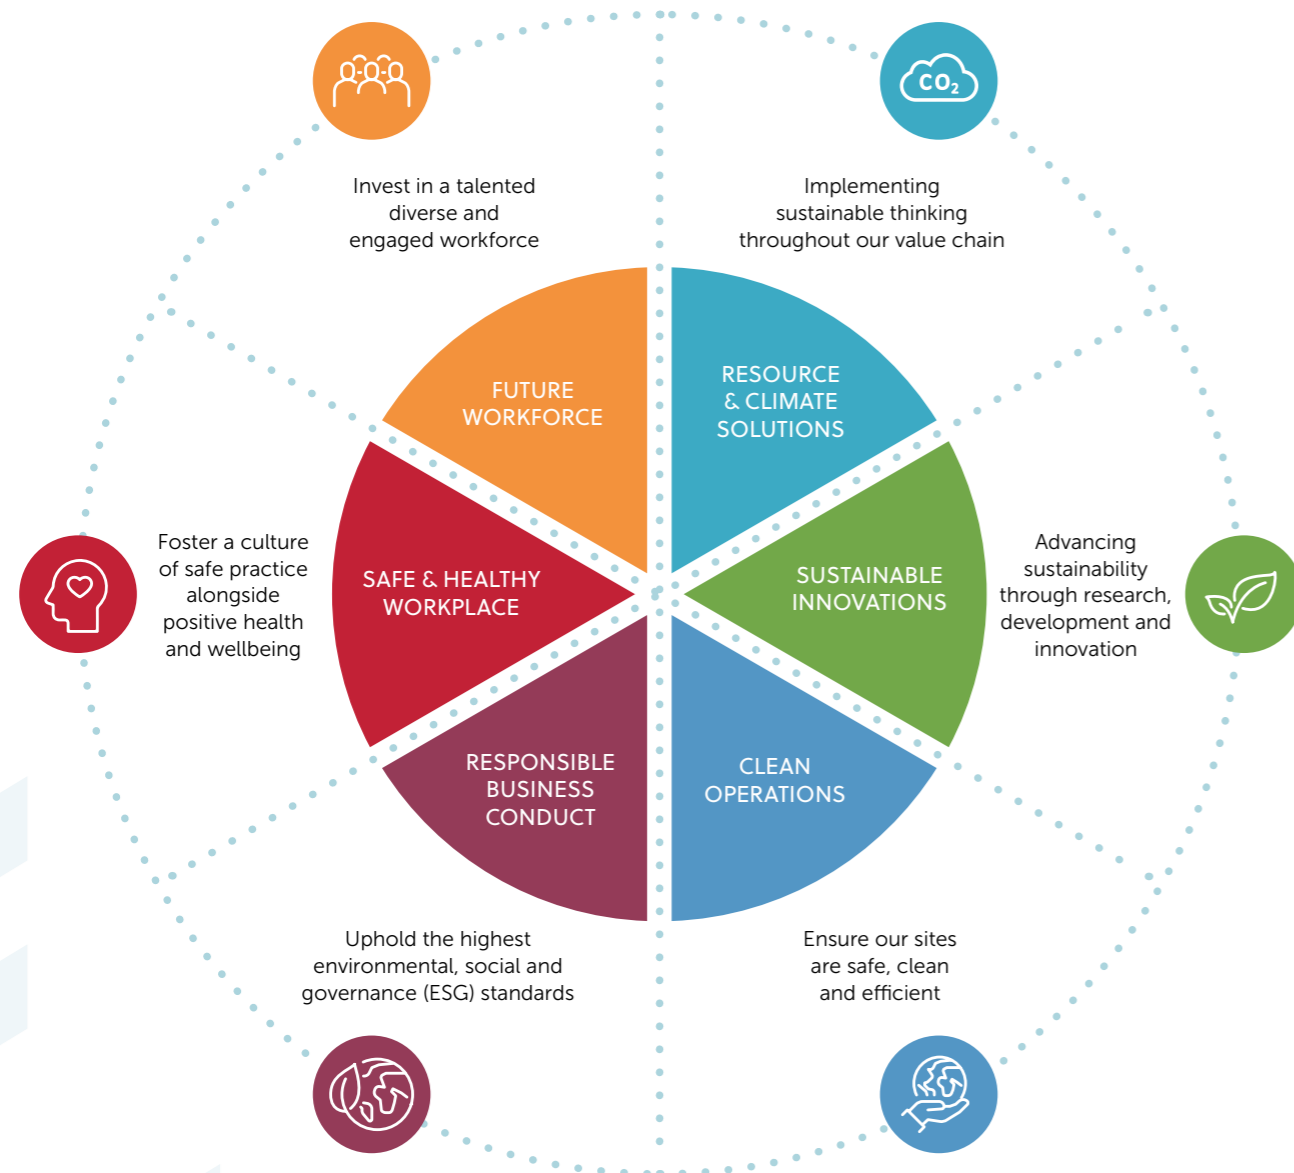 CO₂
Invest in a talented
diverse and
engaged workforce
Implementing
sustainable thinking
throughout our value chain
FUTURE
WORKFORCE
RESOURCE
& CLIMATE
SOLUTIONS
Foster a culture
of safe practice
alongside
positive health
and wellbeing
SAFE & HEALTHY
WORKPLACE
SUSTAINABLE
INNOVATIONS
Advancing
sustainability
through research,
development and
innovation
RESPONSIBLE
BUSINESS
CONDUCT
CLEAN
OPERATIONS
Uphold the highest
environmental, social and
governance (ESG) standards
Ensure our sites
are safe, clean
and efficient